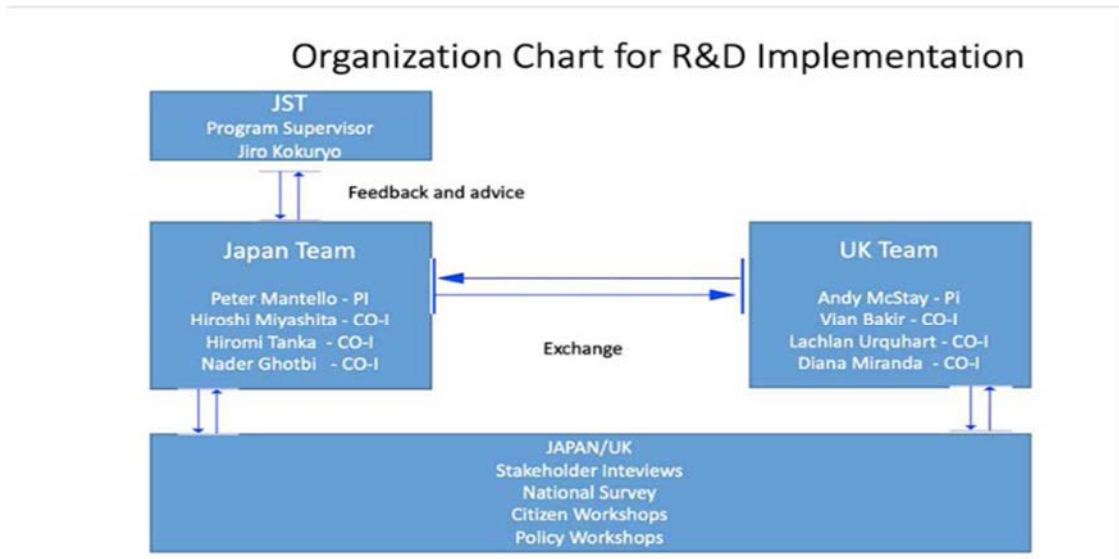 Organization Chart for R&D Implementation
JST
Program Supervisor
Jiro Kokuryo
Feedback and advice
Japan Team
Peter Mantello - PI
Hiroshi Miyashita - CO-I
Hiromi Tanka - CO-I
Nader Ghotbi - CO-I
UK Team
Andy McStay - Pi
Vian Bakir - CO-I
Lachlan Urquhart - CO-I
Diana Miranda - CO-I
Exchange
JAPAN/UK
Stakeholder Inteviews
National Survey
Citizen Workshops
Policy Workshops